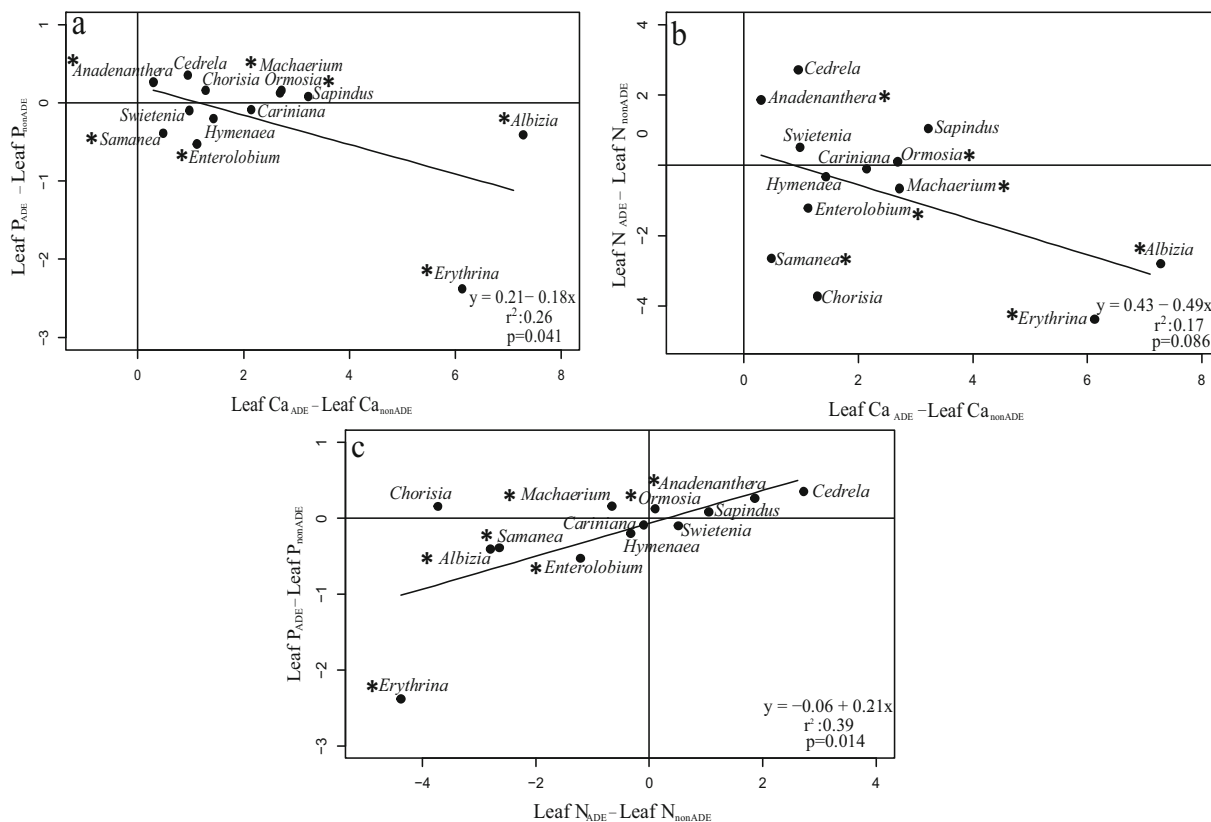 a
1
0
−1
−2
−3
Leaf P_ADE − Leaf P_nonADE
*
Anadenanthera
Cedrela
* Machaerium
Chorisia Ormosia*
Sapindus
Swietenia
Cariniana
* Albizia
* Samanea
Hymenaea
* Enterolobium
* Erythrina
y = 0.21− 0.18x
r²:0.26
p=0.041
0 2 4 6 8
Leaf Ca_ADE − Leaf Ca_nonADE
b
4
2
0
−2
−4
Leaf N_ADE − Leaf N_nonADE
Cedrela
Anadenanthera *
Sapindus
Swietenia
Cariniana Ormosia *
Hymenaea
Machaerium *
Enterolobium *
* Albizia
Samanea*
Chorisia
*Erythrina
y = 0.43 − 0.49x
r²:0.17
p=0.086
0 2 4 6 8
Leaf Ca_ADE − Leaf Ca_nonADE
c
1
0
−1
−2
−3
Leaf P_ADE − Leaf P_nonADE
Chorisia
* Machaerium
*Anadenanthera
*Ormosia
Cedrela
Sapindus
Cariniana
Swietenia
* Samanea
Hymenaea
* Albizia
* Enterolobium
*Erythrina
y = −0.06 + 0.21x
r²:0.39
p=0.014
−4 −2 0 2 4
Leaf N_ADE − Leaf N_nonADE